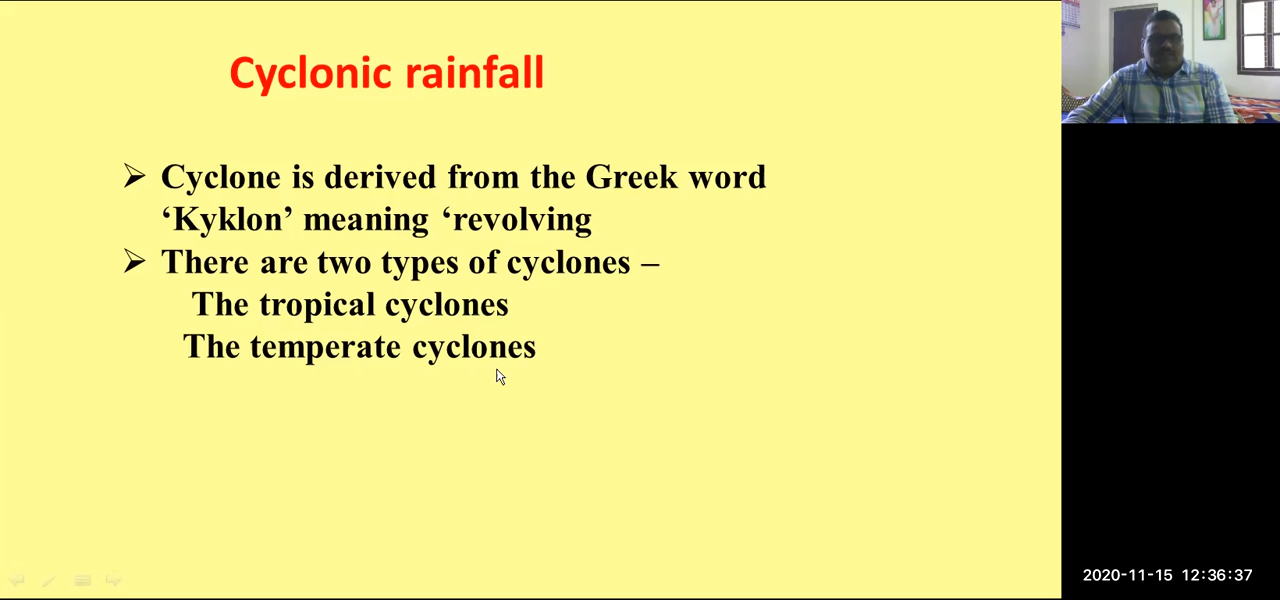 Cyclonic rainfall
➢ Cyclone is derived from the Greek word
‘Kyklon’ meaning ‘revolving
➢ There are two types of cyclones –
The tropical cyclones
The temperate cyclones
2020-11-15 12:36:37